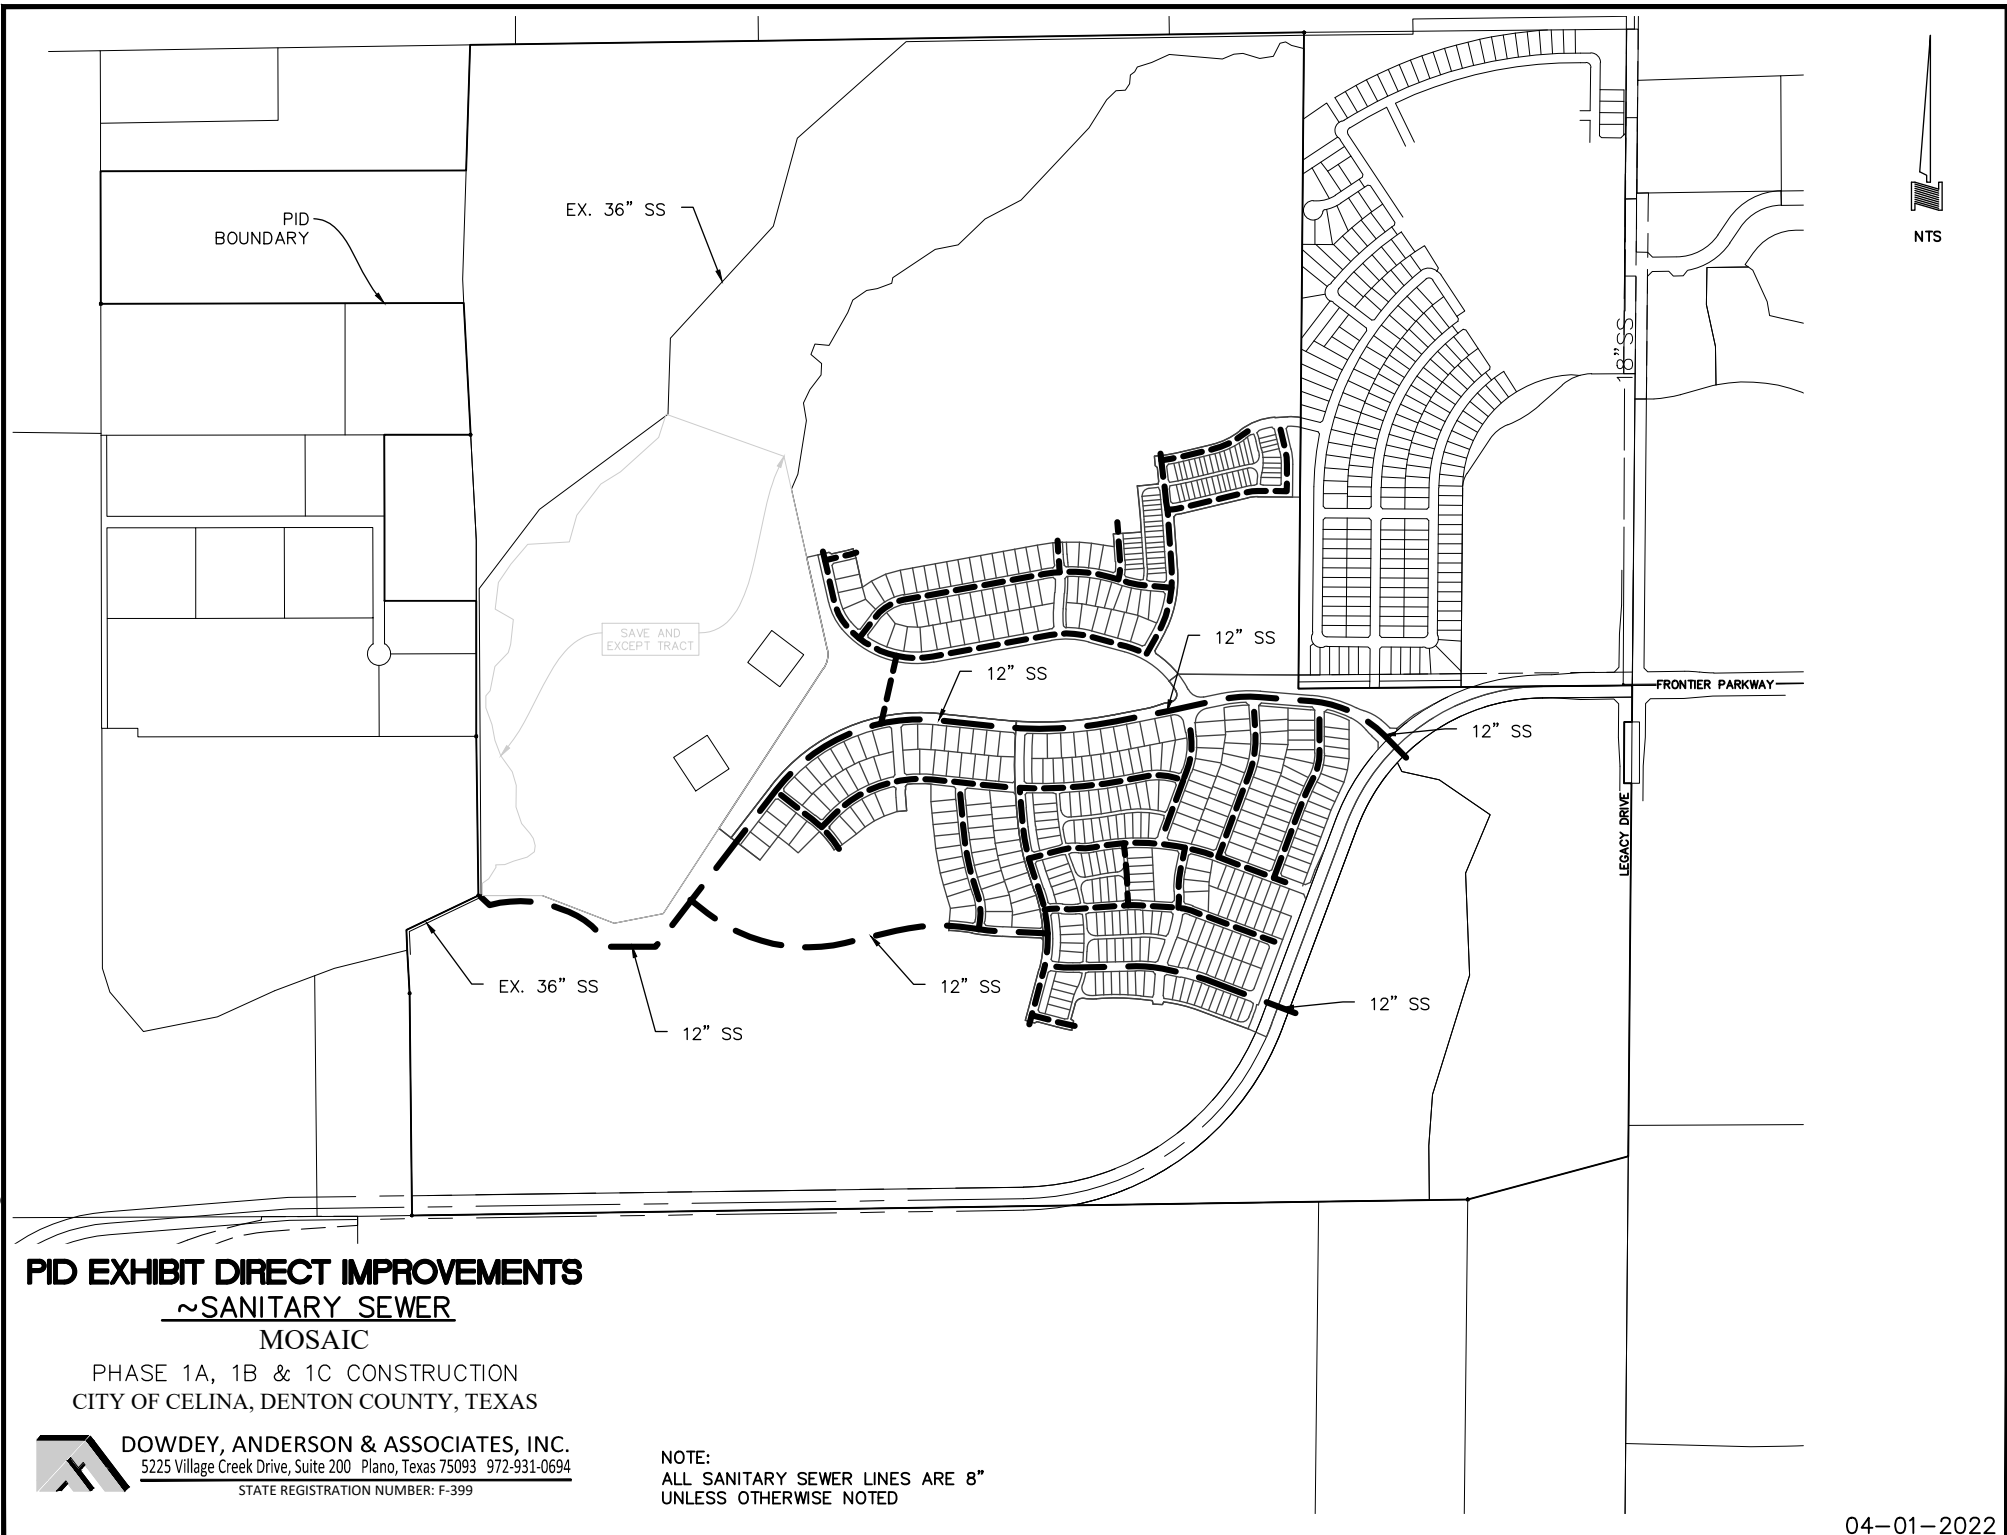 PID
BOUNDARY
EX. 36" SS
NTS
18"SS
SAVE AND
EXCEPT TRACT
12" SS
12" SS
FRONTIER PARKWAY
12" SS
LEGACY DRIVE
EX. 36" SS
12" SS
12" SS
12" SS
PID EXHIBIT DIRECT IMPROVEMENTS
~SANITARY SEWER
MOSAIC
PHASE 1A, 1B & 1C CONSTRUCTION
CITY OF CELINA, DENTON COUNTY, TEXAS
DOWDEY, ANDERSON & ASSOCIATES, INC.
5225 Village Creek Drive, Suite 200 Plano, Texas 75093 972-931-0694
STATE REGISTRATION NUMBER: F-399
NOTE:
ALL SANITARY SEWER LINES ARE 8"
UNLESS OTHERWISE NOTED
04-01-2022